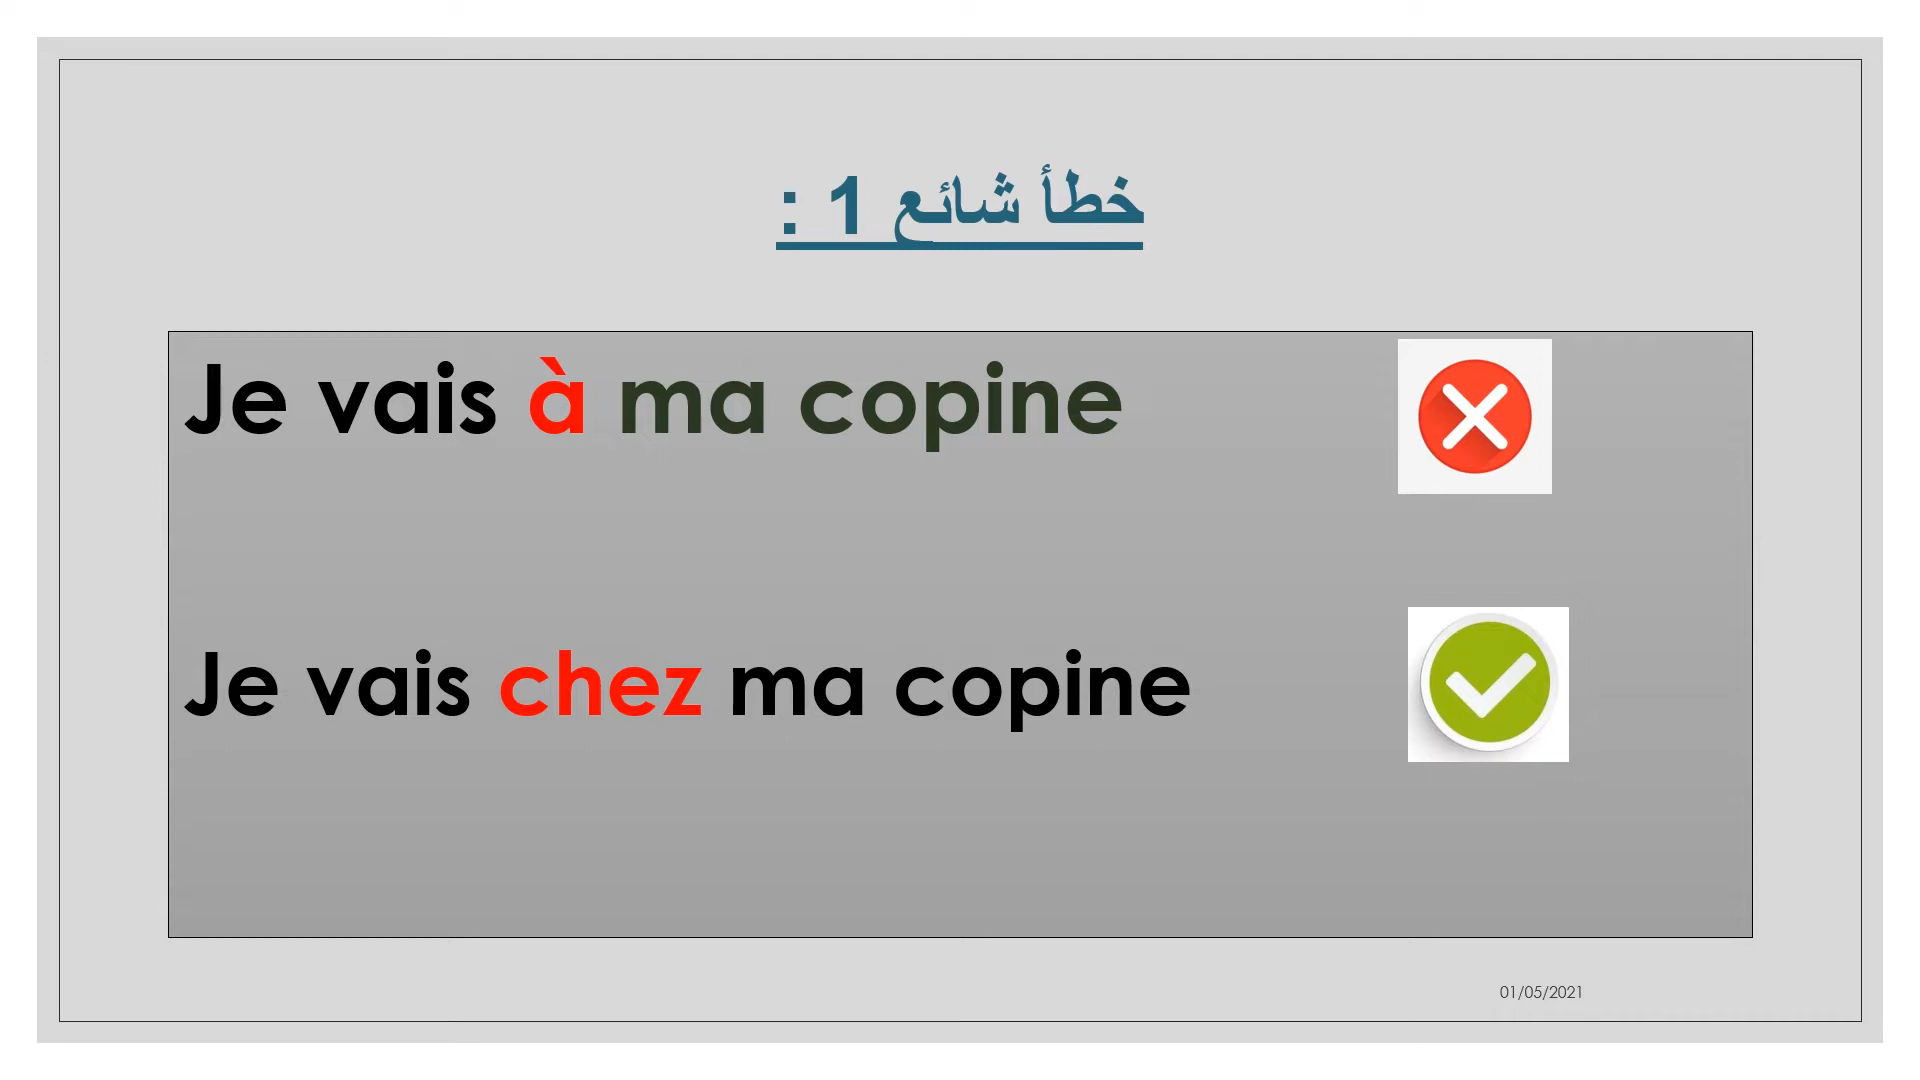 خطأ شائع 1 :
Je vais à ma copine
Je vais chez ma copine
01/05/2021